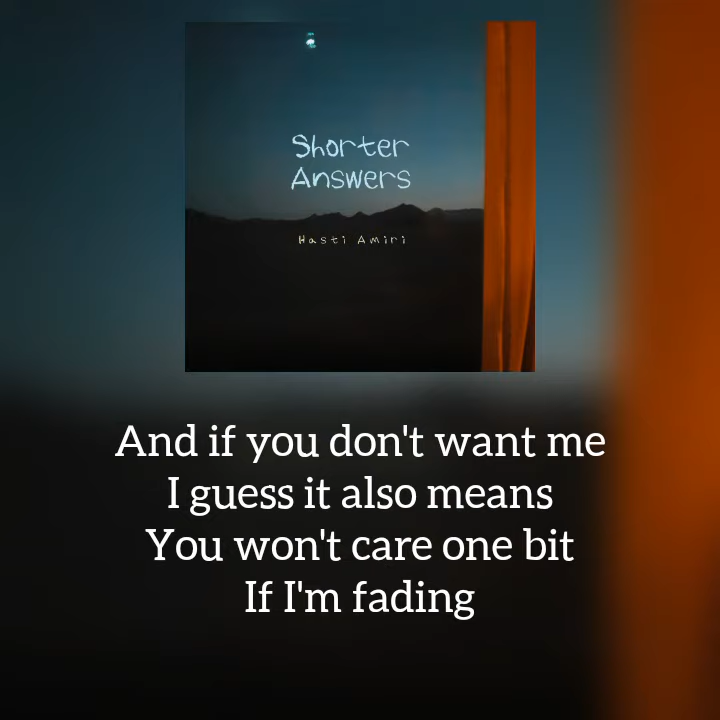 Shorter
Answers
Hasti Amiri
And if you don't want me
I guess it also means
You won't care one bit
If I'm fading